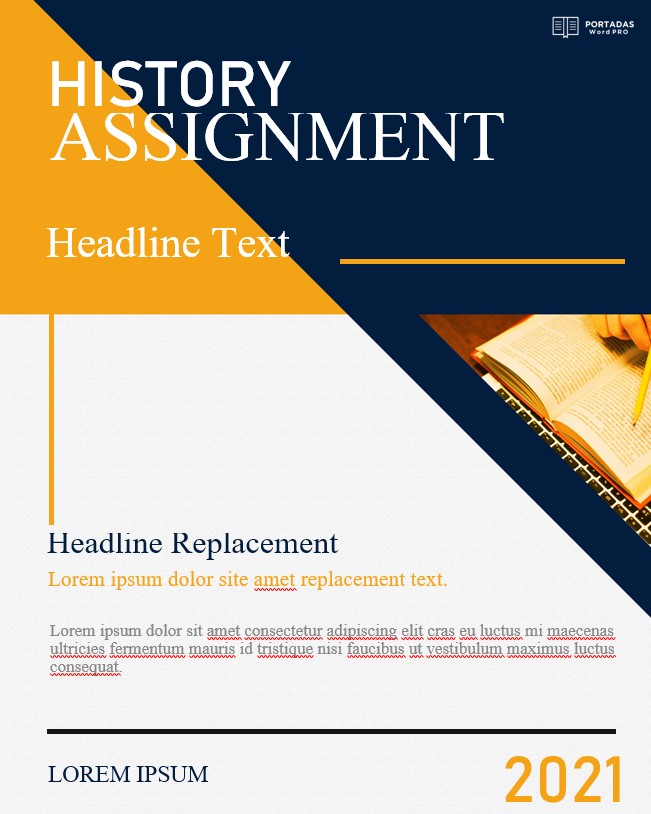 PORTADAS
Word PRO
HISTORY
ASSIGNMENT
Headline Text
Headline Replacement
Lorem ipsum dolor site amet replacement text.
Lorem ipsum dolor sit amet consectetur adipiscing elit cras eu luctus mi maecenas
ultricies fermentum mauris id tristique nisi faucibus ut vestibulum maximus luctus
consequat.
LOREM IPSUM
2021